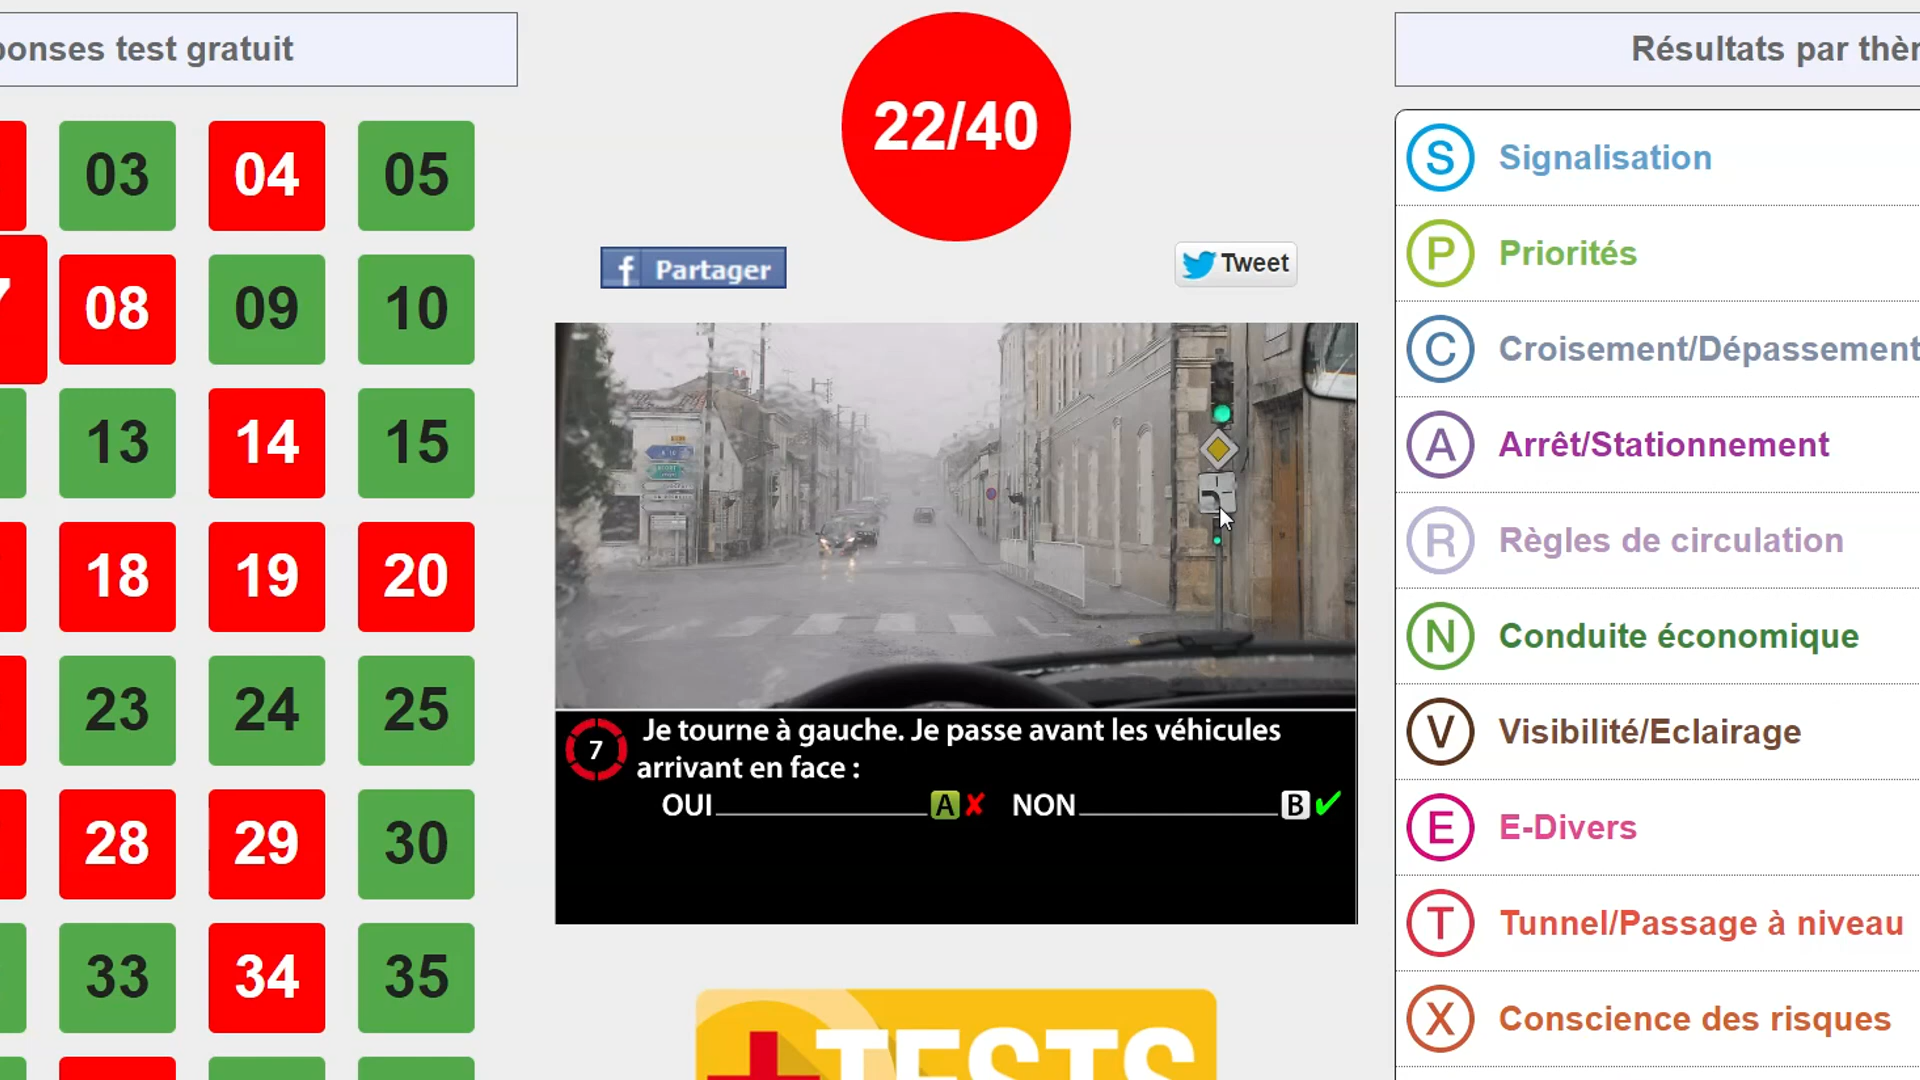 ponses test gratuit
22/40
Résultats par thèr
03
04
05
08
09
10
13
14
15
18
19
20
23
24
25
28
29
30
33
34
35
f Partager
Tweet
7 Je tourne à gauche. Je passe avant les véhicules
arrivant en face :
OUI A NON B
+TESTS
S Signalisation
P Priorités
C Croisement/Dépassement
A Arrêt/Stationnement
R Règles de circulation
N Conduite économique
V Visibilité/Eclairage
E E-Divers
T Tunnel/Passage à niveau
X Conscience des risques